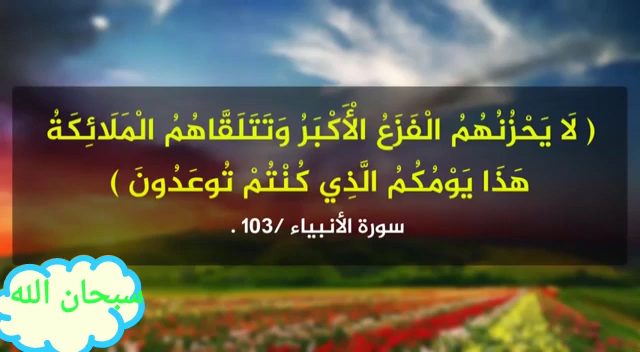 ( لَا يَحْزُنُهُمُ الْفَزَعُ الْأَكْبَرُ وَتَتَلَقَّاهُمُ الْمَلَائِكَةُ
هَذَا يَوْمُكُمُ الَّذِي كُنْتُمْ تُوعَدُونَ )
سورة الأنبياء /103 .
سبحان الله